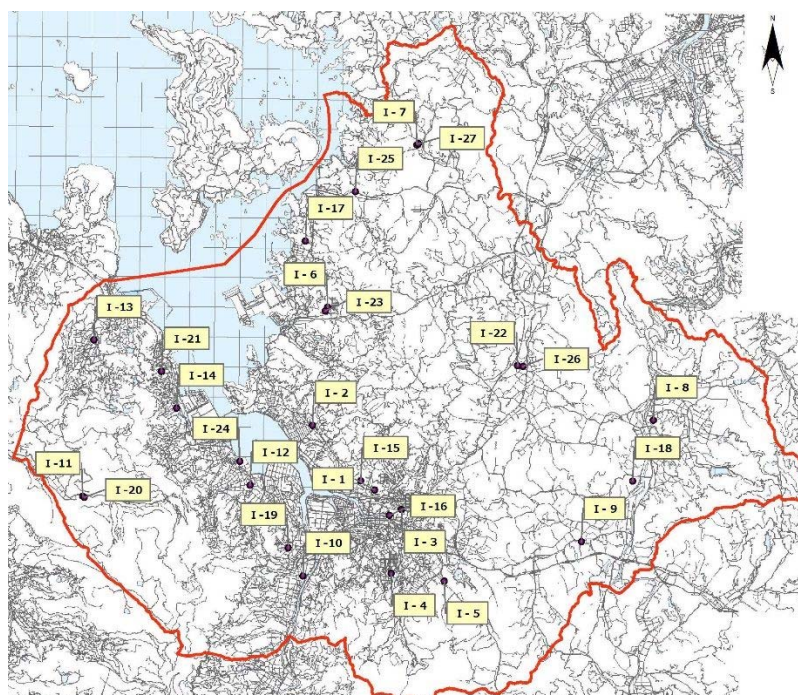 N
S
I - 7
I -27
I -25
I -17
I - 6
I -23
I -13
I -21
I -14
I -22
I -26
I - 2
I - 8
I -24
I -12
I -15
I -11
I -20
I - 1
I -18
I -16
I -19
I - 9
I - 3
I -10
I - 4
I - 5